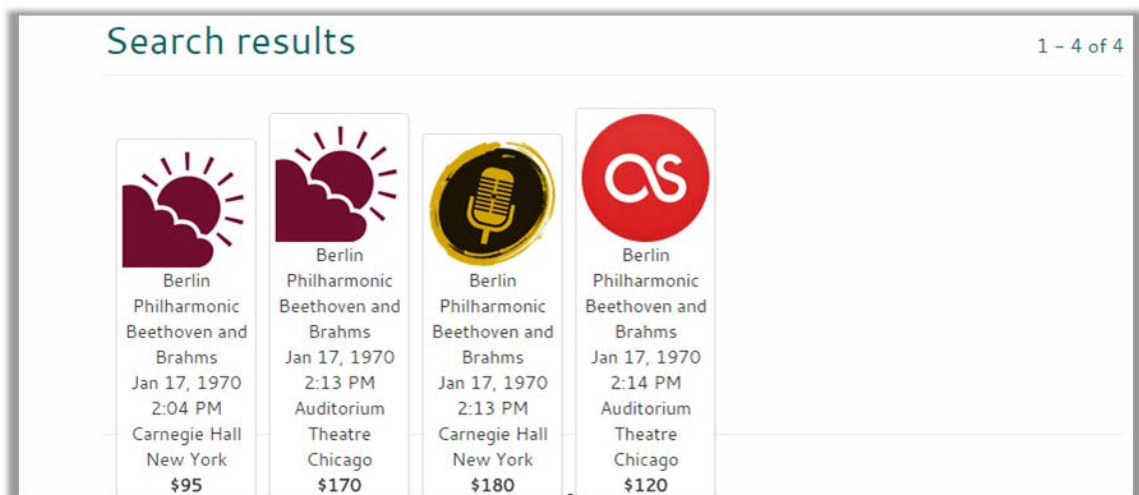 Search results
1 – 4 of 4
Berlin
Philharmonic
Beethoven and
Brahms
Jan 17, 1970
2:04 PM
Carnegie Hall
New York
$95
Berlin
Philharmonic
Beethoven and
Brahms
Jan 17, 1970
2:13 PM
Auditorium
Theatre
Chicago
$170
Berlin
Philharmonic
Beethoven and
Brahms
Jan 17, 1970
2:13 PM
Carnegie Hall
New York
$180
as
Berlin
Philharmonic
Beethoven and
Brahms
Jan 17, 1970
2:14 PM
Auditorium
Theatre
Chicago
$120